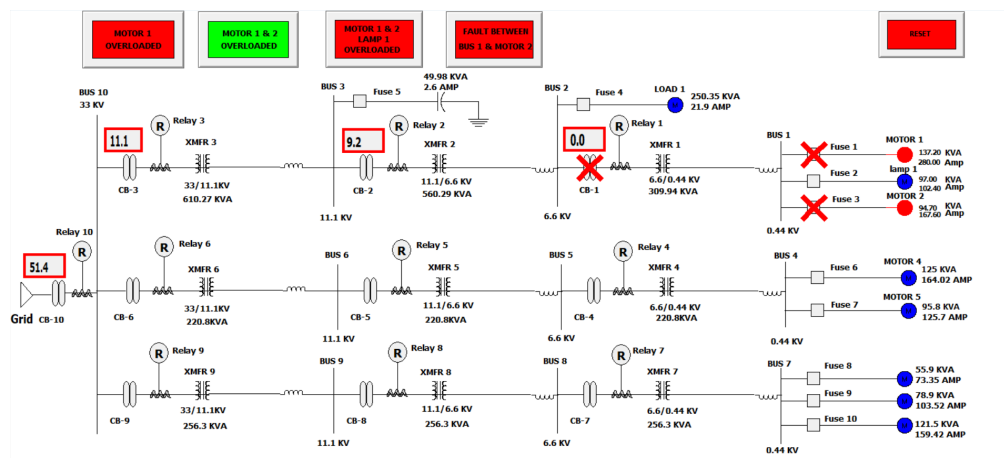 MOTOR 1
OVERLOADED
MOTOR 1 & 2
OVERLOADED
MOTOR 1 & 2
LAMP 1
OVERLOADED
FAULT BETWEEN
BUS 1 & MOTOR 2
RESET
BUS 10
33 KV
11.1
R
Relay 3
XMFR 3
CB-3
33/11.1KV
610.27 KVA
BUS 3
Fuse 5
49.98 KVA
2.6 AMP
9.2
R
Relay 2
XMFR 2
CB-2
11.1/6.6 KV
560.29 KVA
11.1 KV
BUS 2
Fuse 4
LOAD 1
250.35 KVA
21.9 AMP
0.0
R
Relay 1
XMFR 1
CB-1
6.6/0.44 KV
309.94 KVA
6.6 KV
BUS 1
Fuse 1
MOTOR 1
137.20 KVA
280.00 Amp
Fuse 2
lamp 1
97.00 KVA
102.40 Amp
Fuse 3
MOTOR 2
94.70 KVA
167.60 Amp
0.44 KV
Relay 10
R
51.4
Grid
CB-10
Relay 6
R
XMFR 6
CB-6
33/11.1KV
220.8KVA
BUS 6
Relay 5
R
XMFR 5
CB-5
11.1/6.6 KV
220.8KVA
11.1 KV
BUS 5
Relay 4
R
XMFR 4
CB-4
6.6/0.44 KV
220.8KVA
6.6 KV
BUS 4
Fuse 6
MOTOR 4
125 KVA
164.02 AMP
Fuse 7
MOTOR 5
95.8 KVA
125.7 AMP
0.44 KV
Relay 9
R
XMFR 9
CB-9
33/11.1KV
256.3 KVA
BUS 9
Relay 8
R
XMFR 8
CB-8
11.1/6.6 KV
256.3 KVA
11.1 KV
BUS 8
Relay 7
R
XMFR 7
CB-7
6.6/0.44 KV
256.3 KVA
6.6 KV
BUS 7
Fuse 8
55.9 KVA
73.35 AMP
Fuse 9
78.9 KVA
103.52 AMP
Fuse 10
121.5 KVA
159.42 AMP
0.44 KV